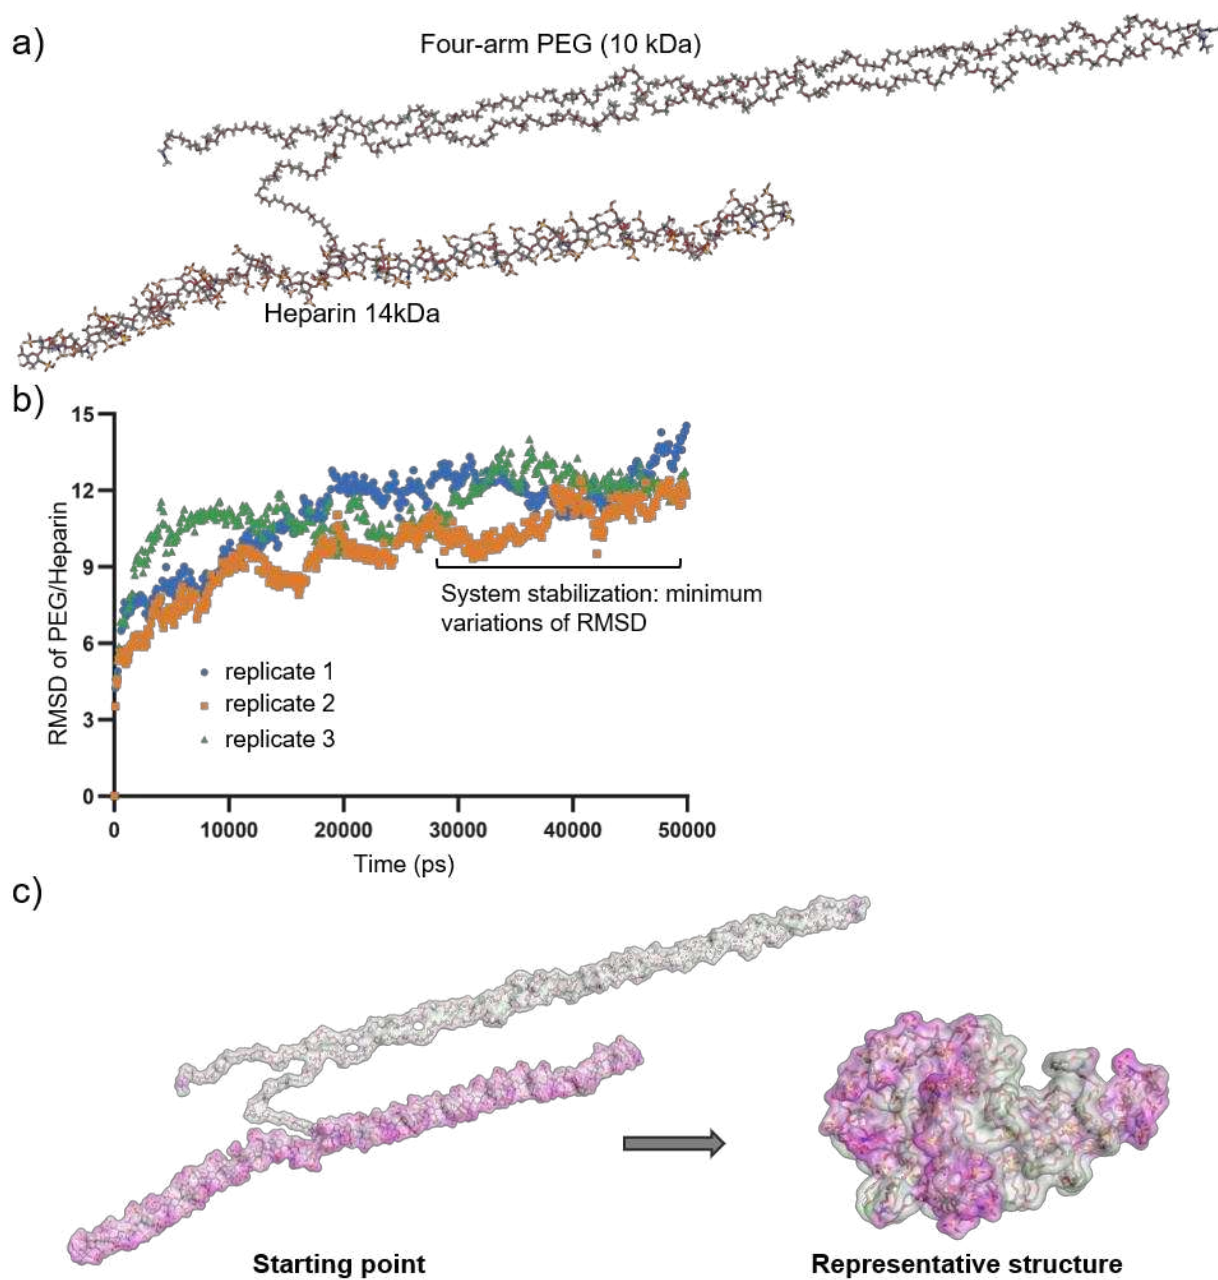 a)
Four-arm PEG (10 kDa)
Heparin 14kDa
b)
15
12
9
6
3
0
RMSD of PEG/Heparin
System stabilization: minimum
variations of RMSD
replicate 1
replicate 2
replicate 3
0 10000 20000 30000 40000 50000
Time (ps)
c)
Starting point
Representative structure